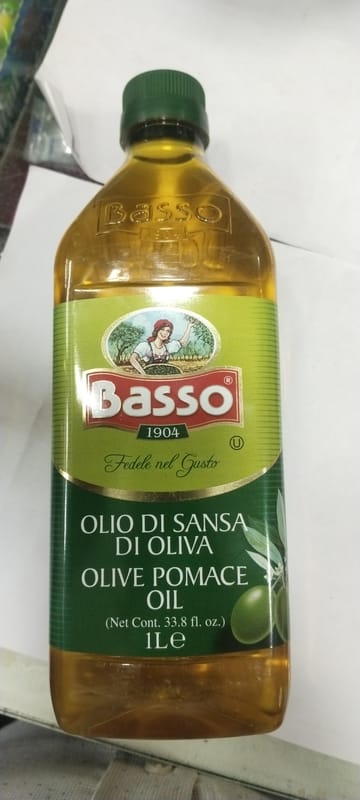 Basso
Basso®
1904
U
Fedele nel Gusto
OLIO DI SANSA
DI OLIVA
OLIVE POMACE
OIL
(Net Cont. 33.8 fl. oz.)
1L℮